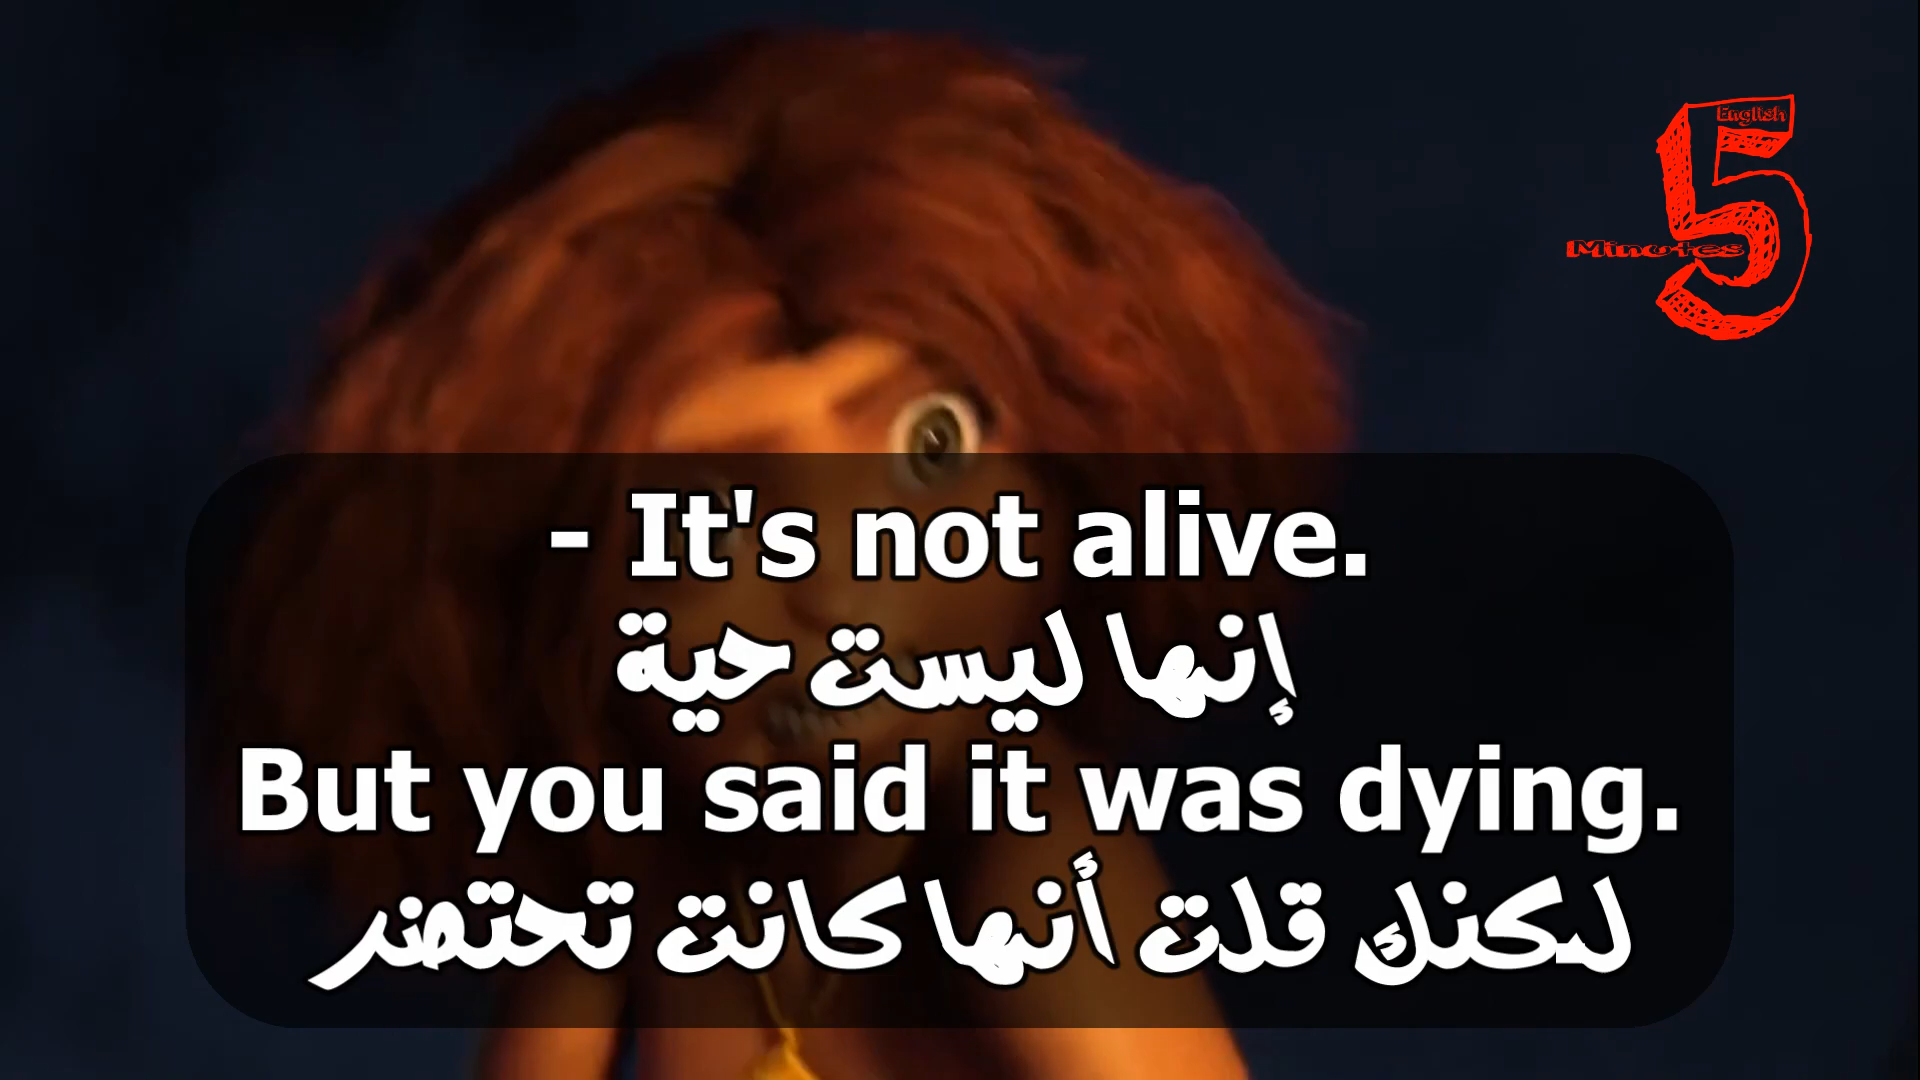 English
5
Minutes
- It's not alive.
إنها ليست حية
But you said it was dying.
لكنك قلت أنها كانت تحتضر